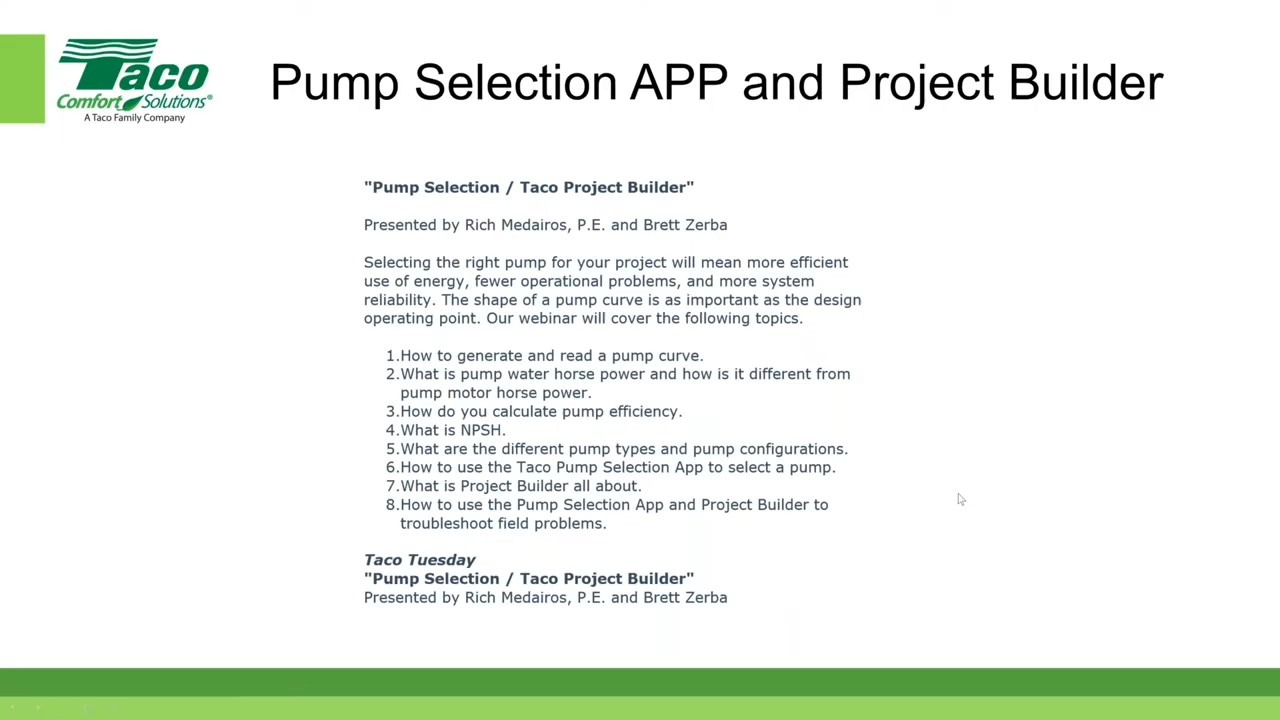 Taco
Comfort Solutions®
A Taco Family Company
Pump Selection APP and Project Builder
"Pump Selection / Taco Project Builder"
Presented by Rich Medairos, P.E. and Brett Zerba
Selecting the right pump for your project will mean more efficient
use of energy, fewer operational problems, and more system
reliability. The shape of a pump curve is as important as the design
operating point. Our webinar will cover the following topics.
1.How to generate and read a pump curve.
2.What is pump water horse power and how is it different from
pump motor horse power.
3.How do you calculate pump efficiency.
4.What is NPSH.
5.What are the different pump types and pump configurations.
6.How to use the Taco Pump Selection App to select a pump.
7.What is Project Builder all about.
8.How to use the Pump Selection App and Project Builder to
troubleshoot field problems.
Taco Tuesday
"Pump Selection / Taco Project Builder"
Presented by Rich Medairos, P.E. and Brett Zerba